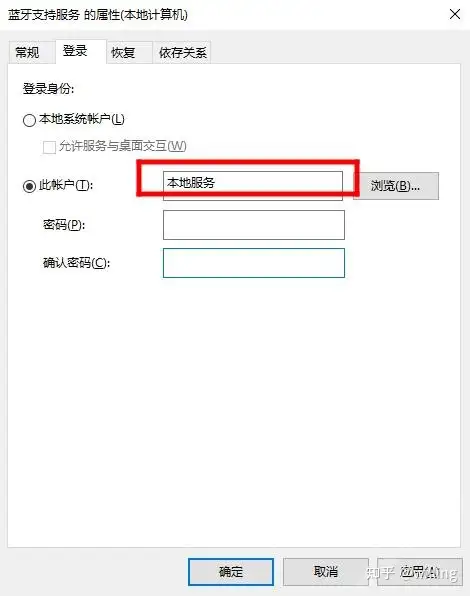 蓝牙支持服务 的属性(本地计算机)
常规 登录 恢复 依存关系
登录身份:
本地系统帐户(L)
允许服务与桌面交互(W)
此帐户(T): 本地服务 浏览(B)...
密码(P):
确认密码(C):
确定 取消 应用(A)
知乎